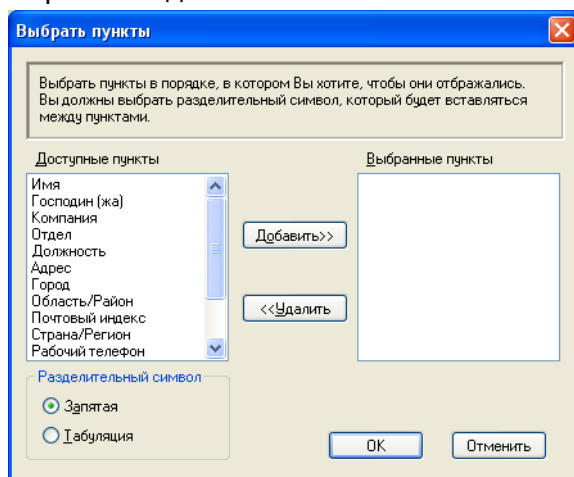 Выбрать пункты
Выбрать пункты в порядке, в котором Вы хотите, чтобы они отбражались.
Вы должны выбрать разделительный символ, который будет вставляться
между пунктами.
Доступные пункты
Выбранные пункты
Имя
Господин (жа)
Компания
Отдел
Должность
Адрес
Город
Область/Район
Почтовый индекс
Страна/Регион
Рабочий телефон
Добавить>>
<<Удалить
Разделительный символ
Запятая
Табуляция
OK
Отменить